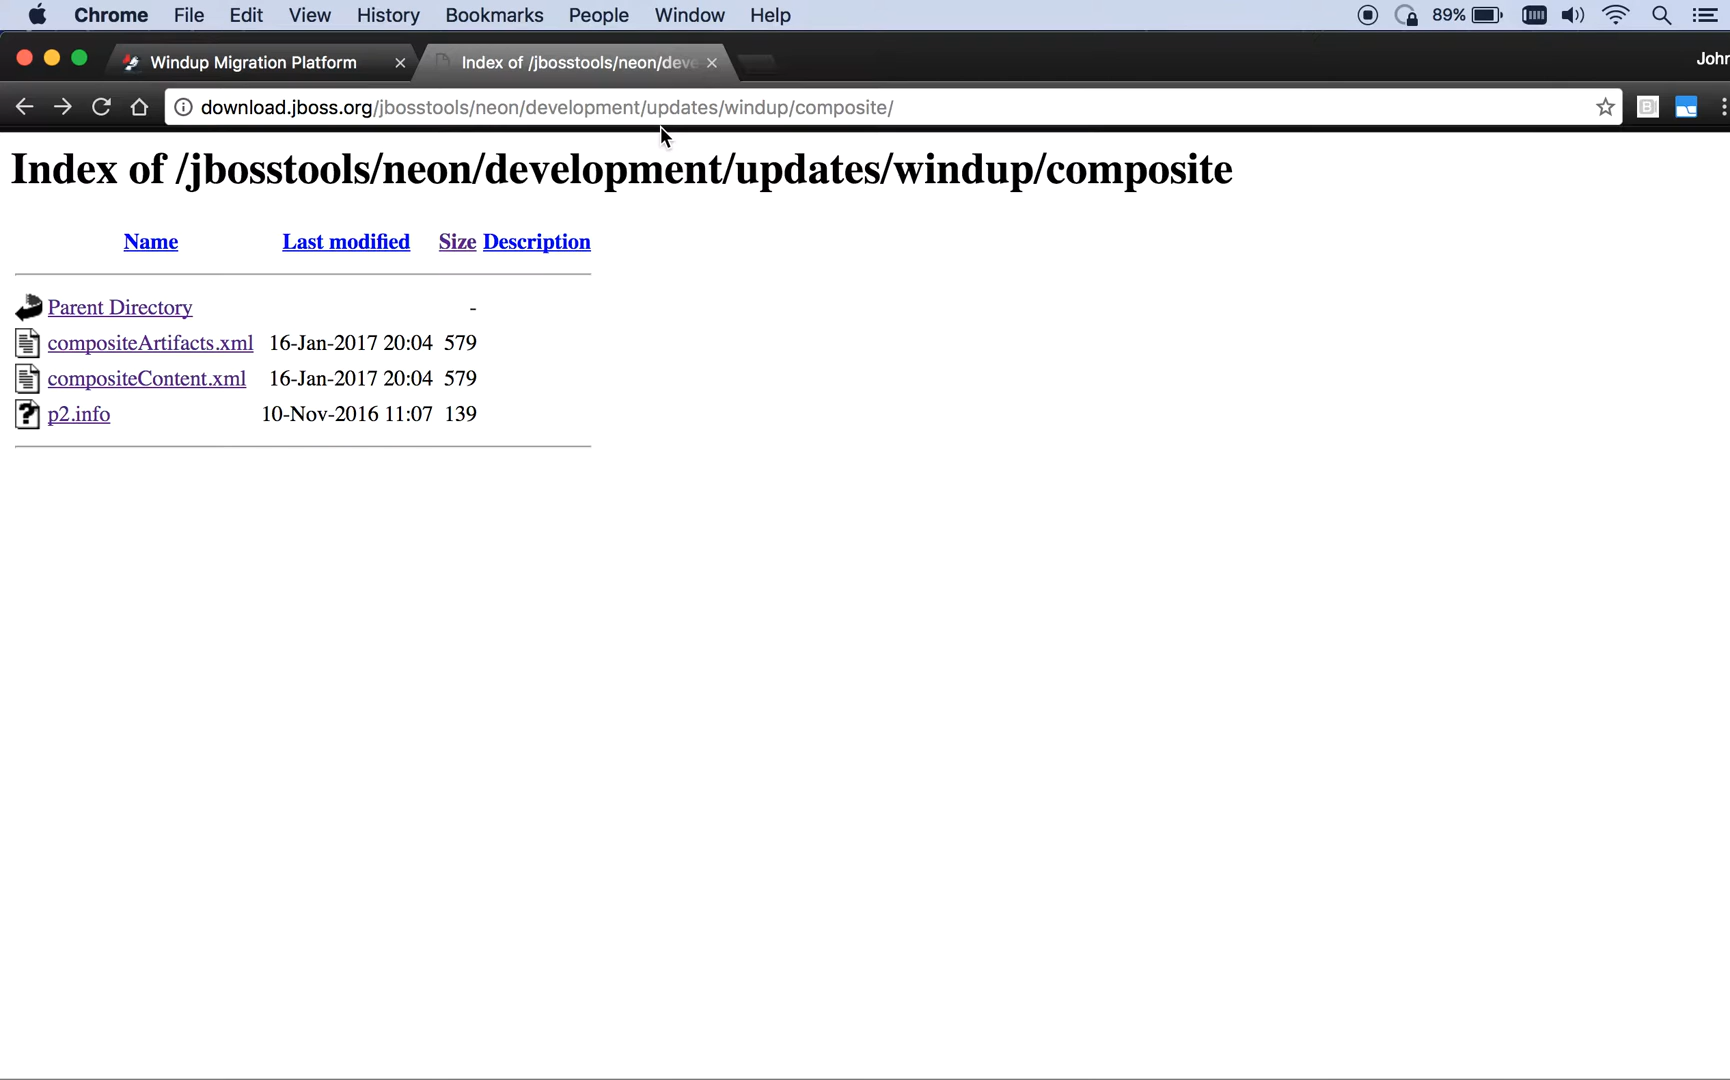 Chrome File Edit View History Bookmarks People Window Help 89%
Windup Migration Platform Index of /jbosstools/neon/deve John
download.jboss.org/jbosstools/neon/development/updates/windup/composite/
Index of /jbosstools/neon/development/updates/windup/composite
Name Last modified Size Description
Parent Directory -
compositeArtifacts.xml 16-Jan-2017 20:04 579
compositeContent.xml 16-Jan-2017 20:04 579
p2.info 10-Nov-2016 11:07 139